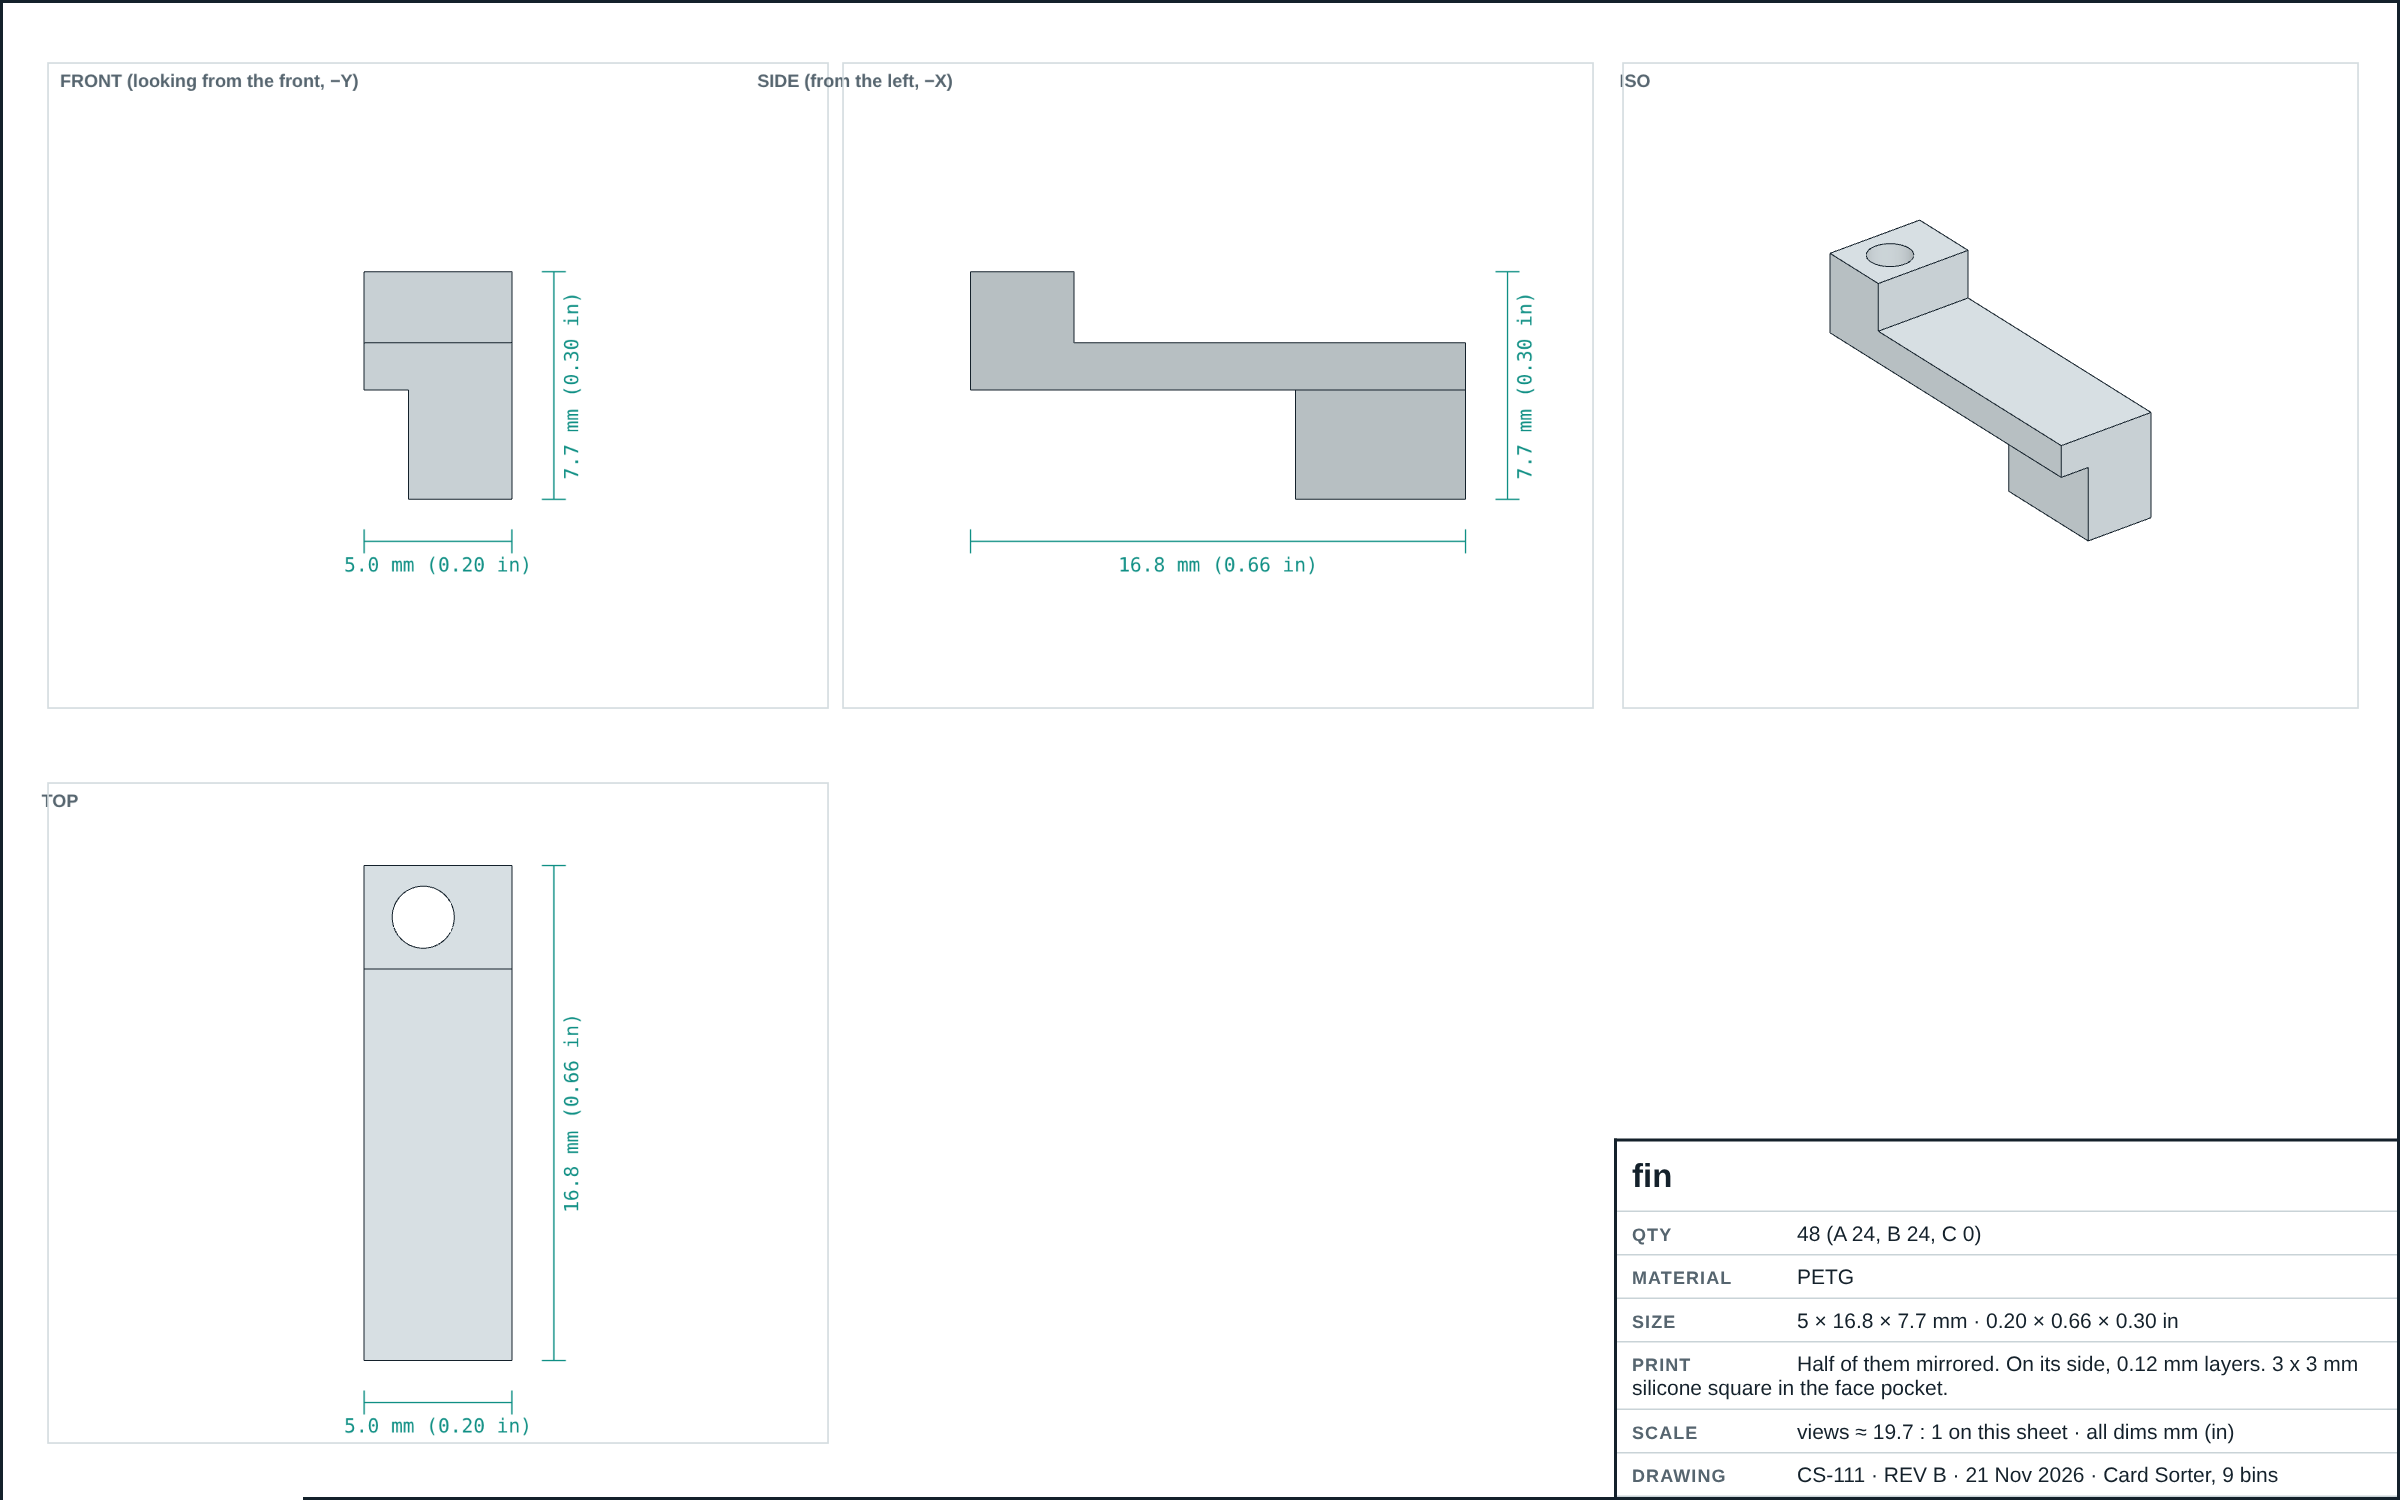 FRONT (looking from the front, −Y)
SIDE (from the left, −X)
ISO
7.7 mm (0.30 in)
5.0 mm (0.20 in)
7.7 mm (0.30 in)
16.8 mm (0.66 in)
TOP
16.8 mm (0.66 in)
5.0 mm (0.20 in)
fin
QTY 48 (A 24, B 24, C 0)
MATERIAL PETG
SIZE 5 × 16.8 × 7.7 mm · 0.20 × 0.66 × 0.30 in
PRINT Half of them mirrored. On its side, 0.12 mm layers. 3 x 3 mm
silicone square in the face pocket.
SCALE views ≈ 19.7 : 1 on this sheet · all dims mm (in)
DRAWING CS-111 · REV B · 21 Nov 2026 · Card Sorter, 9 bins